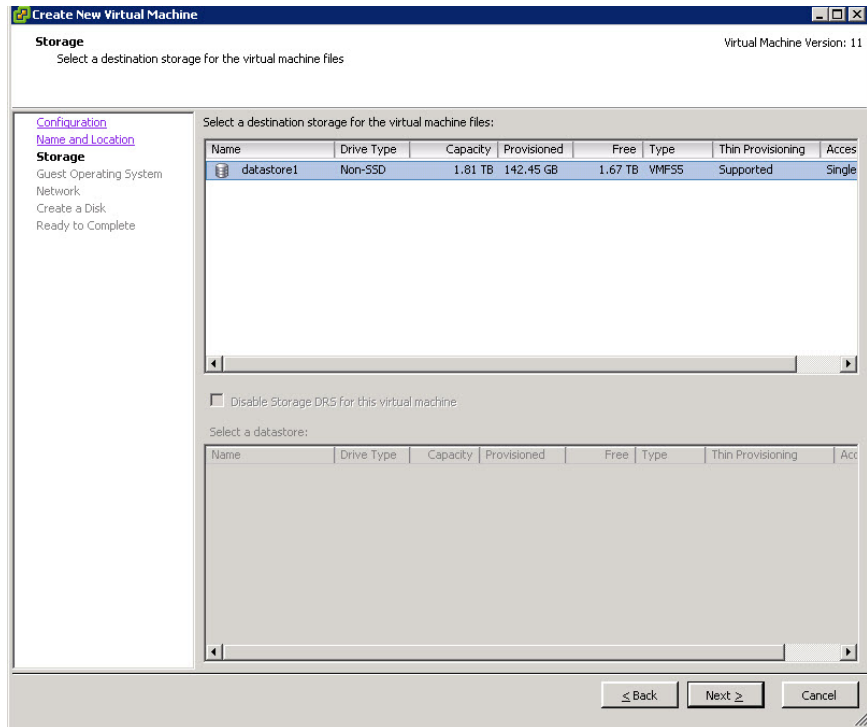 Create New Virtual Machine
Storage
Select a destination storage for the virtual machine files
Virtual Machine Version: 11
Configuration
Name and Location
Storage
Guest Operating System
Network
Create a Disk
Ready to Complete
Select a destination storage for the virtual machine files:
Name Drive Type Capacity Provisioned Free Type Thin Provisioning Acces
datastore1 Non-SSD 1.81 TB 142.45 GB 1.67 TB VMFS5 Supported Single
Disable Storage DRS for this virtual machine
Select a datastore:
Name Drive Type Capacity Provisioned Free Type Thin Provisioning Acc
< Back Next > Cancel